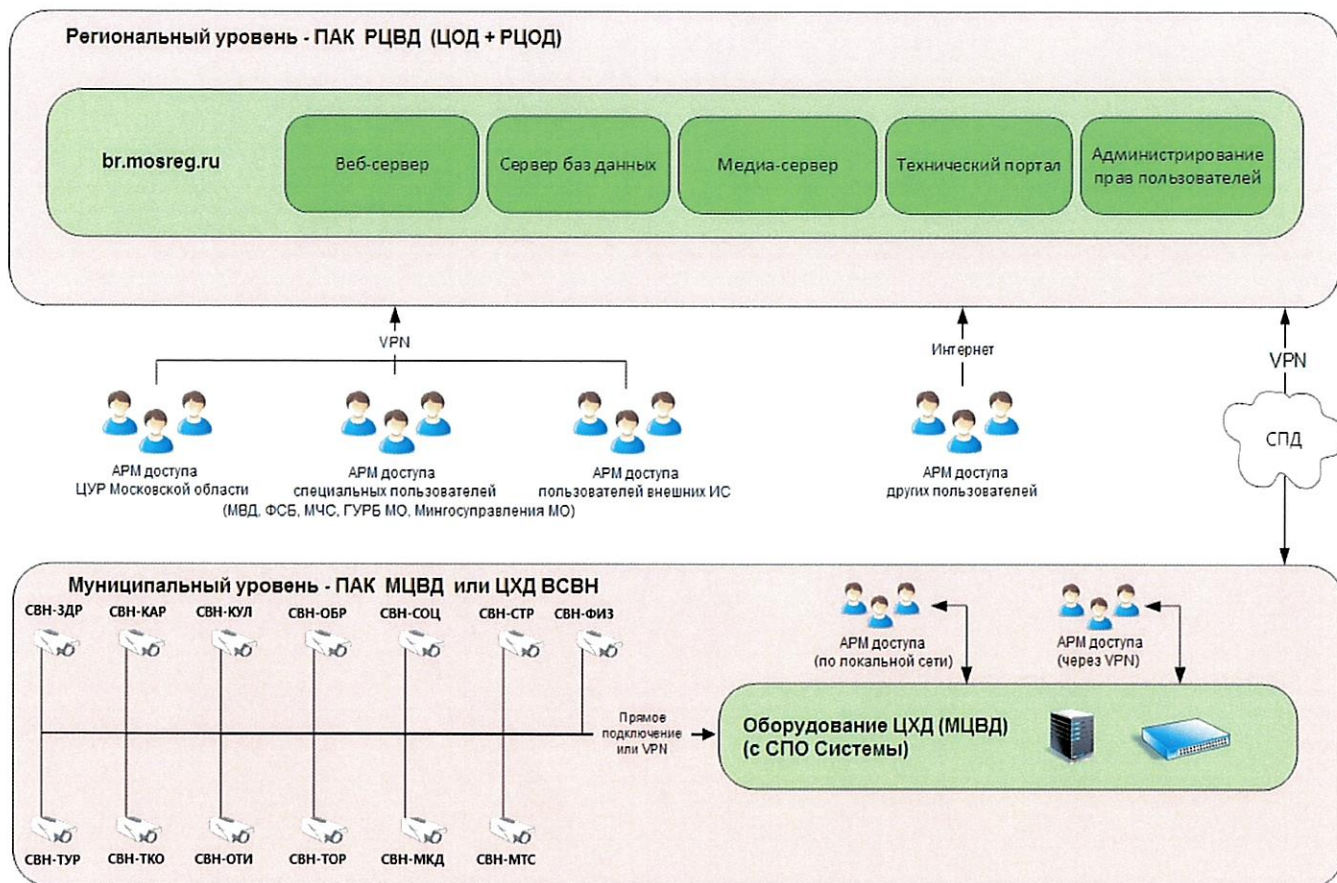 Региональный уровень - ПАК РЦВД (ЦОД + РЦОД)
br.mosreg.ru
Веб-сервер
Сервер баз данных
Медиа-сервер
Технический портал
Администрирование
прав пользователей
VPN
Интернет
VPN
СПД
АРМ доступа
ЦУР Московской области
АРМ доступа
специальных пользователей
(МВД, ФСБ, МЧС, ГУРБ МО, Мингосуправления МО)
АРМ доступа
пользователей внешних ИС
АРМ доступа
других пользователей
Муниципальный уровень - ПАК МЦВД или ЦХД ВСВН
СВН-ЗДР
СВН-КАР
СВН-КУЛ
СВН-ОБР
СВН-СОЦ
СВН-СТР
СВН-ФИЗ
АРМ доступа
(по локальной сети)
АРМ доступа
(через VPN)
Прямое
подключение
или VPN
Оборудование ЦХД (МЦВД)
(с СПО Системы)
СВН-ТУР
СВН-ТКО
СВН-ОТИ
СВН-ТОР
СВН-МКД
СВН-МТС